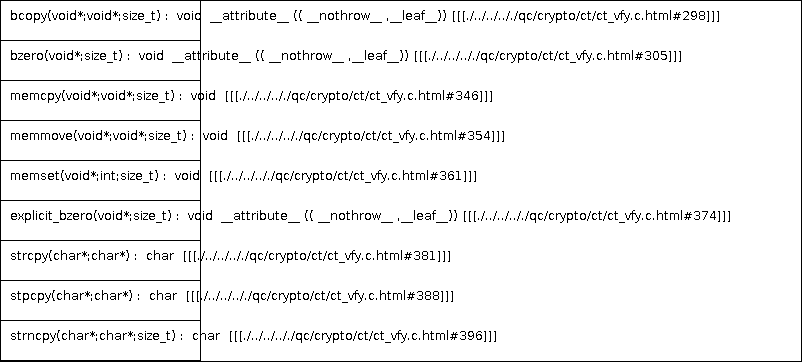 bcopy(void*;void*;size_t) : void __attribute__ (( __nothrow__ ,__leaf__)) [[[./../../../qc/crypto/ct/ct_vfy.c.html#298]]]
bzero(void*;size_t) : void __attribute__ (( __nothrow__ ,__leaf__)) [[[./../../.././qc/crypto/ct/ct_vfy.c.html#305]]]
memcpy(void*;void*;size_t) : void [[[./../../.././qc/crypto/ct/ct_vfy.c.html#346]]]
memmove(void*;void*;size_t) : void [[[./../../.././qc/crypto/ct/ct_vfy.c.html#354]]]
memset(void*;int;size_t) : void [[[./../../.././qc/crypto/ct/ct_vfy.c.html#361]]]
explicit_bzero(void*;size_t) : void __attribute__ (( __nothrow__ ,__leaf__)) [[[./../../.././qc/crypto/ct/ct_vfy.c.html#374]]]
strcpy(char*;char*) : char [[[./../../.././qc/crypto/ct/ct_vfy.c.html#381]]]
stpcpy(char*;char*) : char [[[./../../.././qc/crypto/ct/ct_vfy.c.html#388]]]
strncpy(char*;char*;size_t) : char [[[./../../.././qc/crypto/ct/ct_vfy.c.html#396]]]